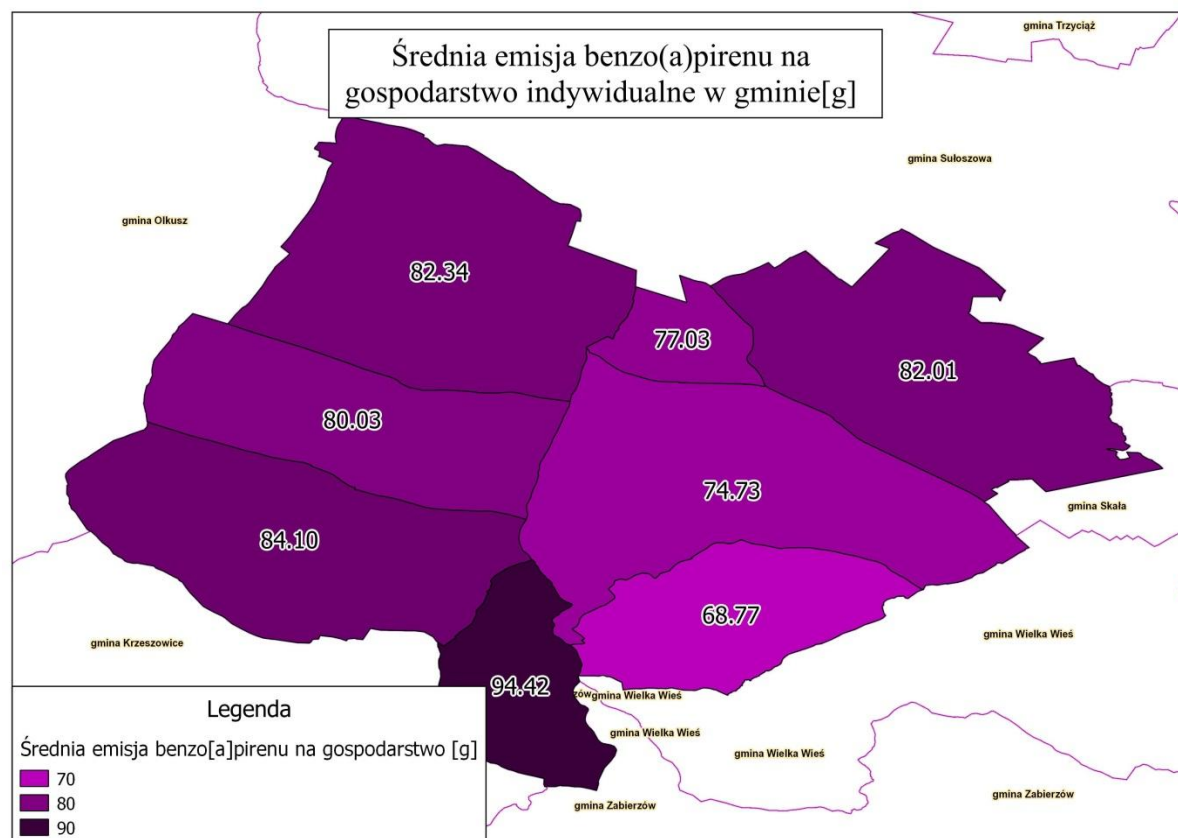 gmina Trzyciąż
Średnia emisja benzo(a)pirenu na
gospodarstwo indywidualne w gminie[g]
gmina Sułoszowa
gmina Olkusz
82.34
77.03
82.01
80.03
74.73
gmina Skała
84.10
68.77
gmina Krzeszowice
gmina Wielka Wieś
94.42
gmina Wielka Wieś
gmina Wielka Wieś
gmina Wielka Wieś
gmina Zabierzów
gmina Zabierzów
Legenda
Średnia emisja benzo[a]pirenu na gospodarstwo [g]
70
80
90